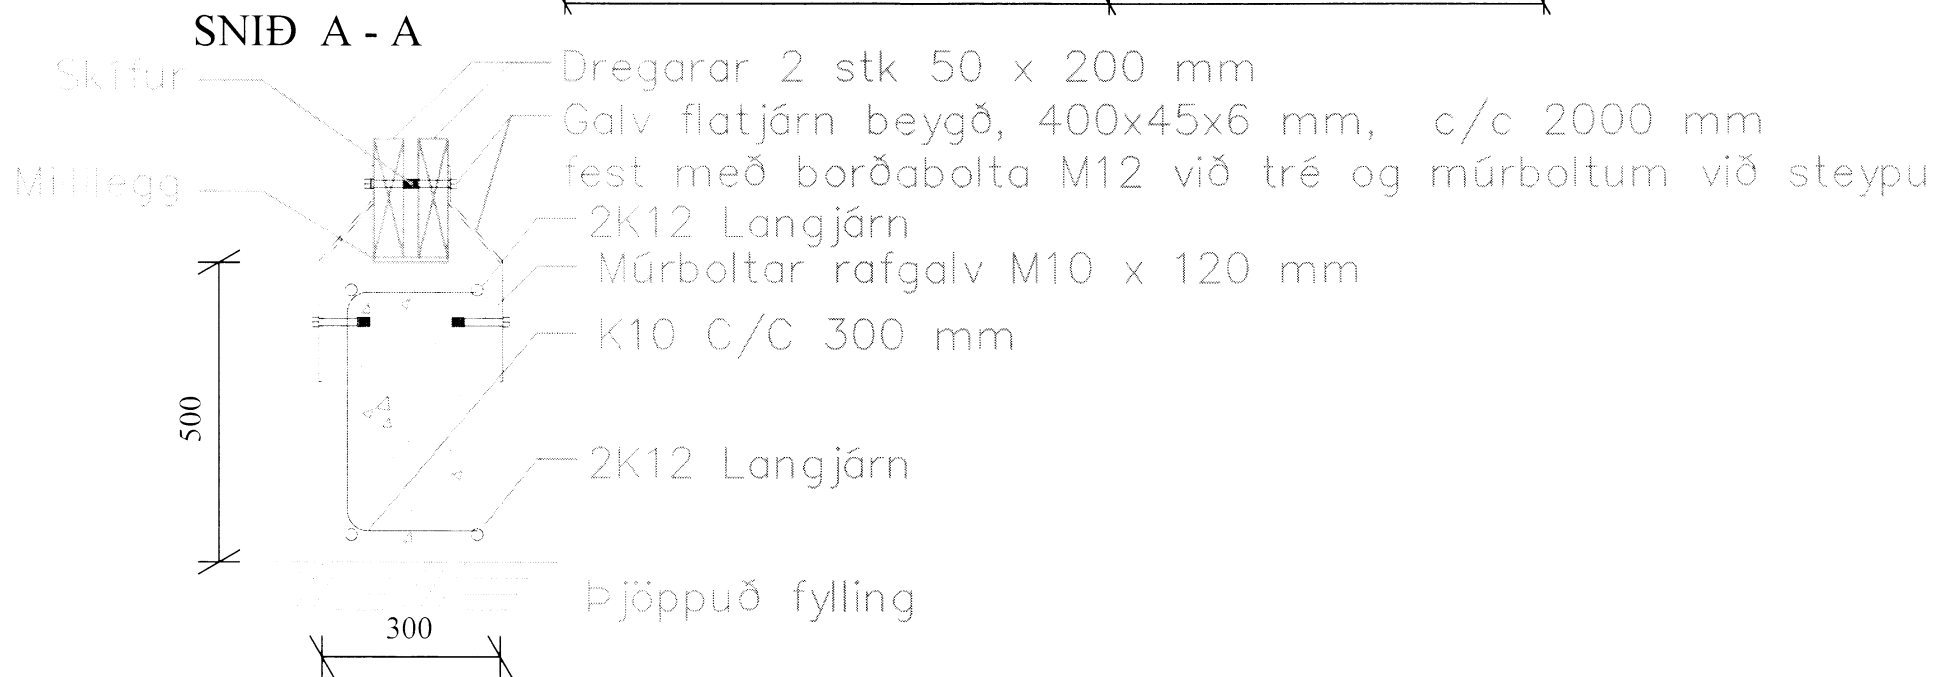 SNIÐ A - A
Skífur
Dregarar 2 stk 50 x 200 mm
Galv flatjárn beygð, 400x45x6 mm, c/c 2000 mm
fest með borðabolta M12 við tré og múrboltum við steypu
Millilegg
2K12 Langjárn
Múrboltar rafgalv M10 x 120 mm
K10 C/C 300 mm
500
2K12 Langjárn
Þjöppuð fylling
300